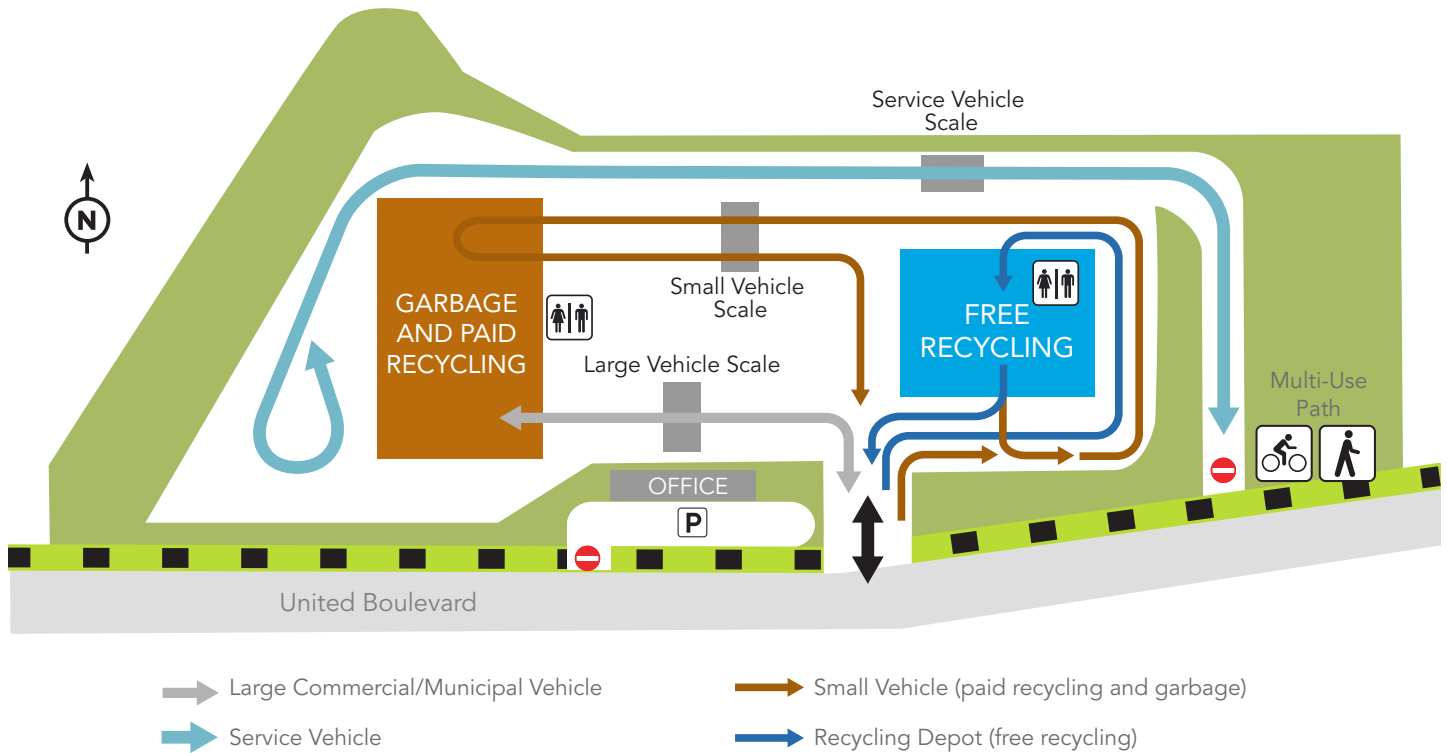 Service Vehicle
Scale
N
Small Vehicle
Scale
GARBAGE
AND PAID
RECYCLING
FREE
RECYCLING
Large Vehicle Scale
Multi-Use
Path
OFFICE
P
United Boulevard
Large Commercial/Municipal Vehicle
Service Vehicle
Small Vehicle (paid recycling and garbage)
Recycling Depot (free recycling)